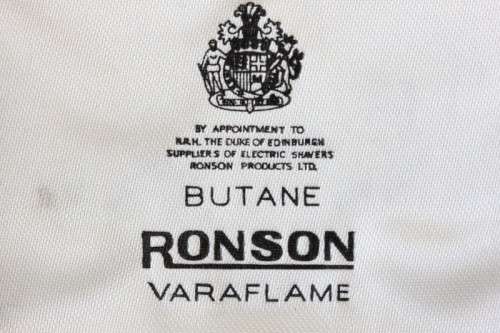 BY APPOINTMENT TO
H.R.H. THE DUKE OF EDINBURGH
SUPPLIERS OF ELECTRIC SHAVERS
RONSON PRODUCTS LTD.
BUTANE
RONSON
VARAFLAME